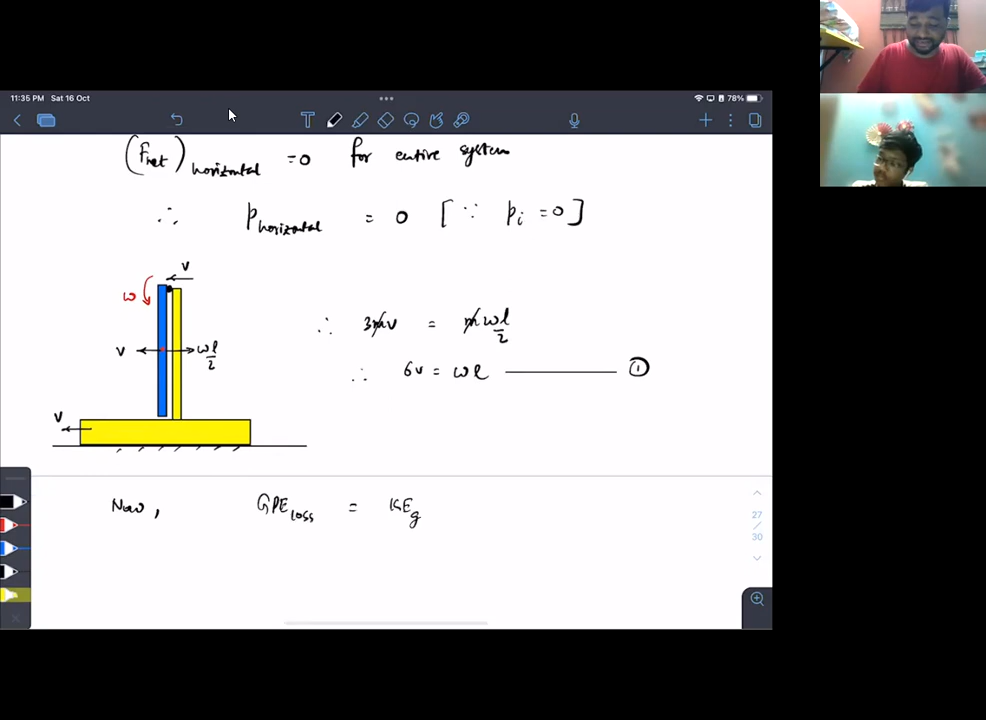 11:35 PM Sat 16 Oct
78%
(Fnet)horizontal = 0 for entire system
∴ Phorizontal = 0 [∵ pi = 0]
v
ω
∴ 3mv = mωl/2
v
ωl/2
∴ 6v = ωl ——— ①
v
Now, GPEloss = KEg
27
/
30